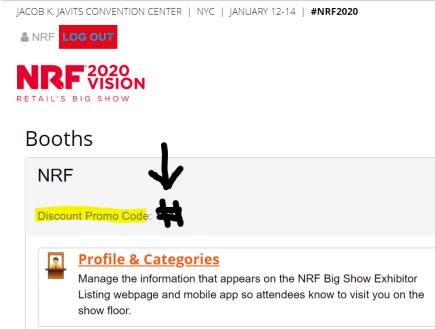 JACOB K. JAVITS CONVENTION CENTER | NYC | JANUARY 12-14 | #NRF2020
NRF LOG OUT
NRF 2020 VISION
RETAIL'S BIG SHOW
Booths
NRF
Discount Promo Code: #
Profile & Categories
Manage the information that appears on the NRF Big Show Exhibitor
Listing webpage and mobile app so attendees know to visit you on the
show floor.